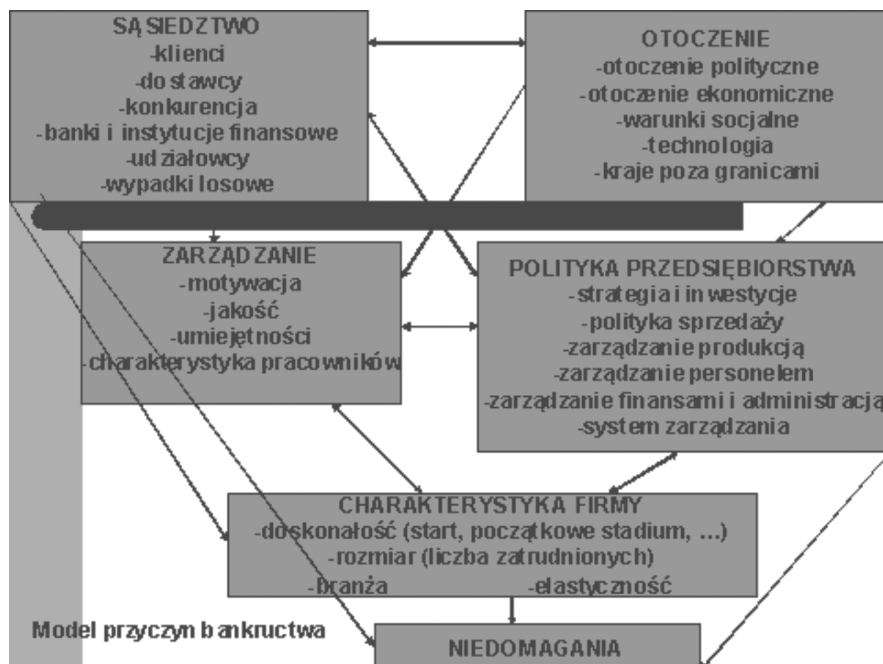 SĄSIEDZTWO
-klienci
-dostawcy
-konkurencja
-banki i instytucje finansowe
-udziałowcy
-wypadki losowe
OTOCZENIE
-otoczenie polityczne
-otoczenie ekonomiczne
-warunki socjalne
-technologia
-kraje poza granicami
ZARZĄDZANIE
-motywacja
-jakość
-umiejętności
-charakterystyka pracowników
POLITYKA PRZEDSIĘBIORSTWA
-strategia i inwestycje
-polityka sprzedaży
-zarządzanie produkcją
-zarządzanie personelem
-zarządzanie finansami i administracją
-system zarządzania
CHARAKTERYSTYKA FIRMY
-doskonałość (start, początkowe stadium, ...)
-rozmiar (liczba zatrudnionych)
-branża -elastyczność
Model przyczyn bankructwa
NIEDOMAGANIA